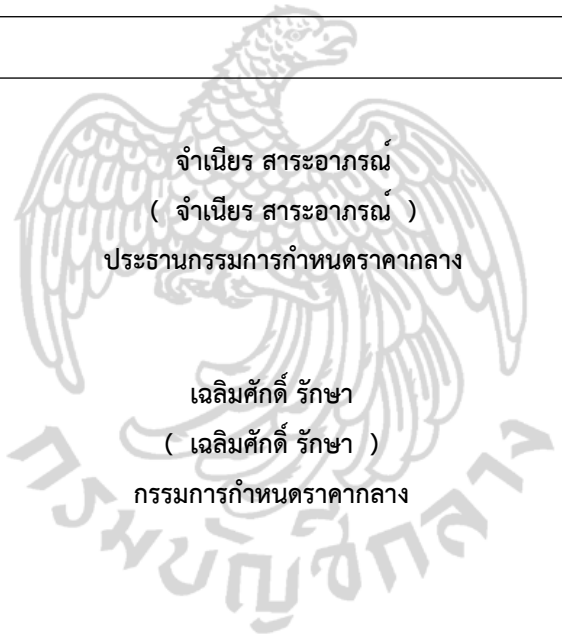 จำเนียร สาระอาภรณ์
( จำเนียร สาระอาภรณ์ )
ประธานกรรมการกำหนดราคากลาง
เฉลิมศักดิ์ รักษา
( เฉลิมศักดิ์ รักษา )
กรรมการกำหนดราคากลาง
กรมบัญชีกลาง